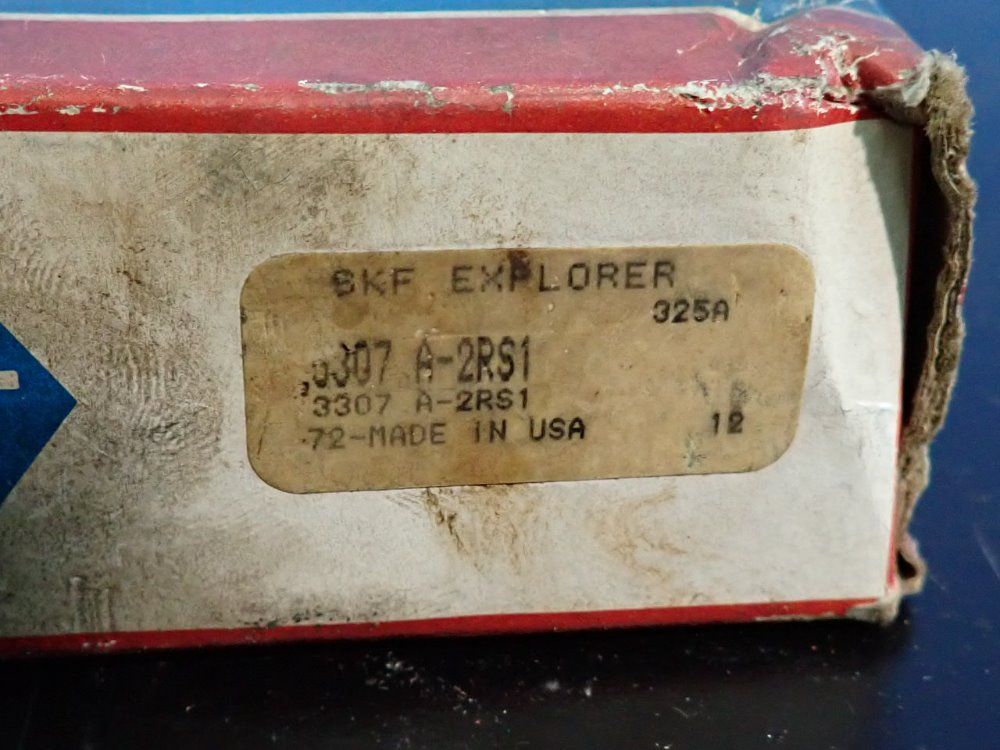 SKF EXPLORER
325A
3307 A-2RS1
3307 A-2RS1
72-MADE IN USA 12